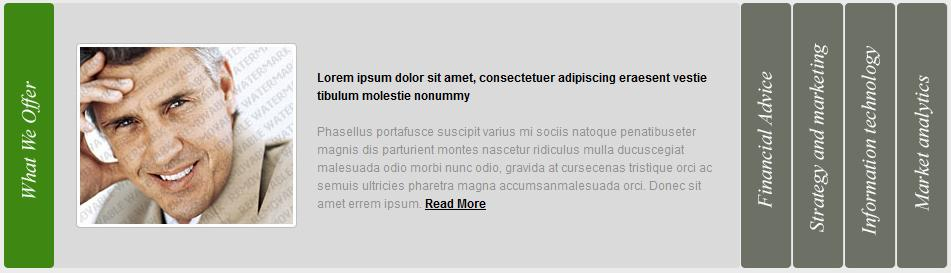 What We Offer
Lorem ipsum dolor sit amet, consectetuer adipiscing eraesent vestie
tibulum molestie nonummy
Phasellus portafusce suscipit varius mi sociis natoque penatibuseter
magnis dis parturient montes nascetur ridiculus mulla ducuscegiat
malesuada odio morbi nunc odio, gravida at cursecenas tristique orci ac
semuis ultricies pharetra magna accumsanmalesuada orci. Donec sit
amet errem ipsum. Read More
Financial Advice
Strategy and marketing
Information technology
Market analytics